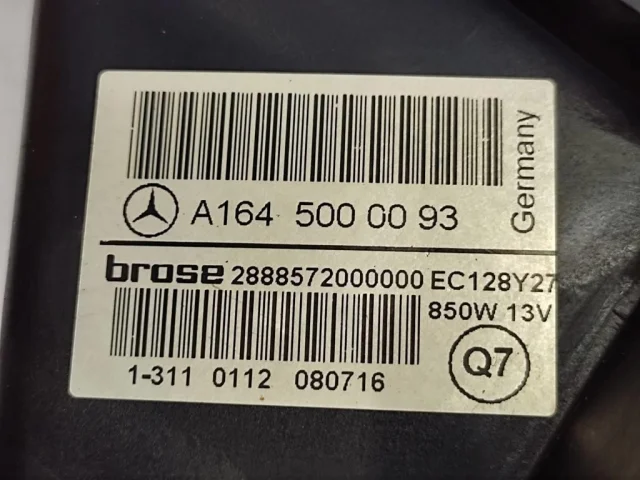 A164 500 00 93
Germany
brose 2888572000000 EC128Y27
850W 13V
1-311 0112 080716
Q7